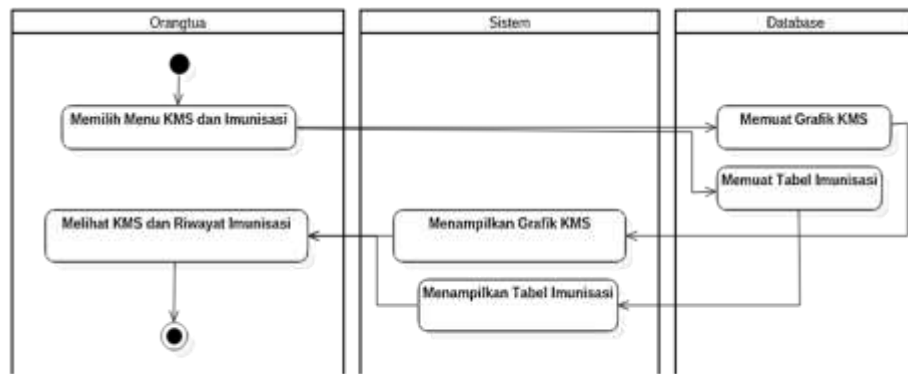 Orangtua
Sistem
Database
Memilih Menu KMS dan Imunisasi
Memuat Grafik KMS
Memuat Tabel Imunisasi
Melihat KMS dan Riwayat Imunisasi
Menampilkan Grafik KMS
Menampilkan Tabel Imunisasi